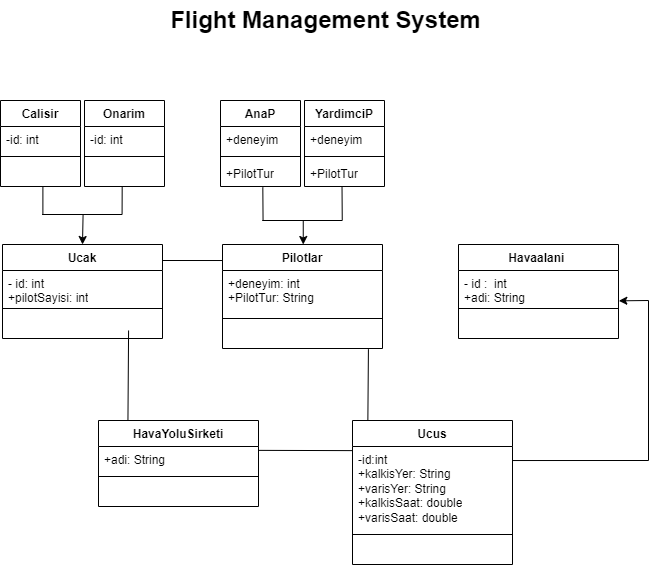 Flight Management System
Calisir
-id: int
Onarim
-id: int
AnaP
+deneyim
+PilotTur
YardimciP
+deneyim
+PilotTur
Ucak
- id: int
+pilotSayisi: int
Pilotlar
+deneyim: int
+PilotTur: String
Havaalani
- id : int
+adi: String
HavaYoluSirketi
+adi: String
Ucus
-id:int
+kalkisYer: String
+varisYer: String
+kalkisSaat: double
+varisSaat: double